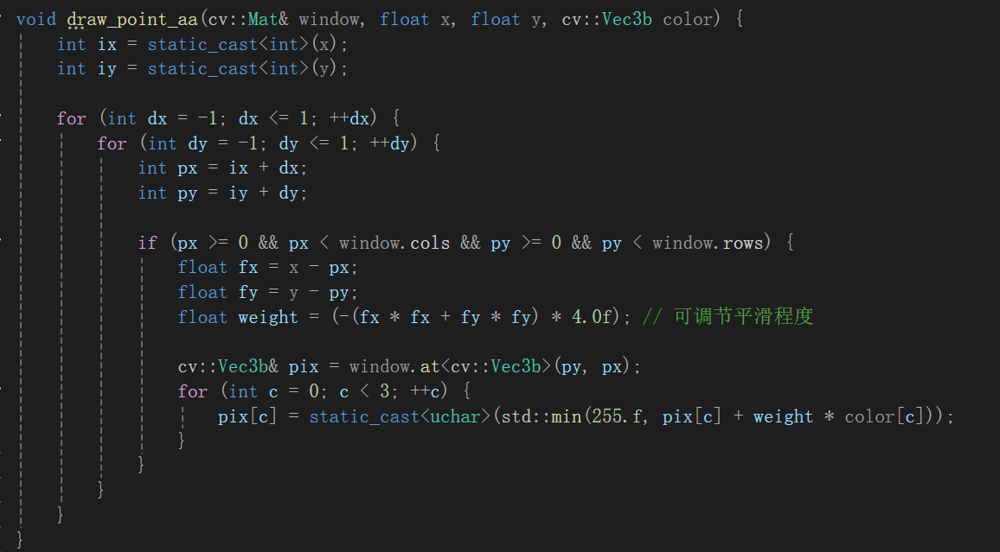 void draw_point_aa(cv::Mat& window, float x, float y, cv::Vec3b color) {
    int ix = static_cast<int>(x);
    int iy = static_cast<int>(y);
    for (int dx = -1; dx <= 1; ++dx) {
        for (int dy = -1; dy <= 1; ++dy) {
            int px = ix + dx;
            int py = iy + dy;
            if (px >= 0 && px < window.cols && py >= 0 && py < window.rows) {
                float fx = x - px;
                float fy = y - py;
                float weight = (-(fx * fx + fy * fy) * 4.0f); // 可调节平滑程度
                cv::Vec3b& pix = window.at<cv::Vec3b>(py, px);
                for (int c = 0; c < 3; ++c) {
                    pix[c] = static_cast<uchar>(std::min(255.f, pix[c] + weight * color[c]));
                }
            }
        }
    }
}